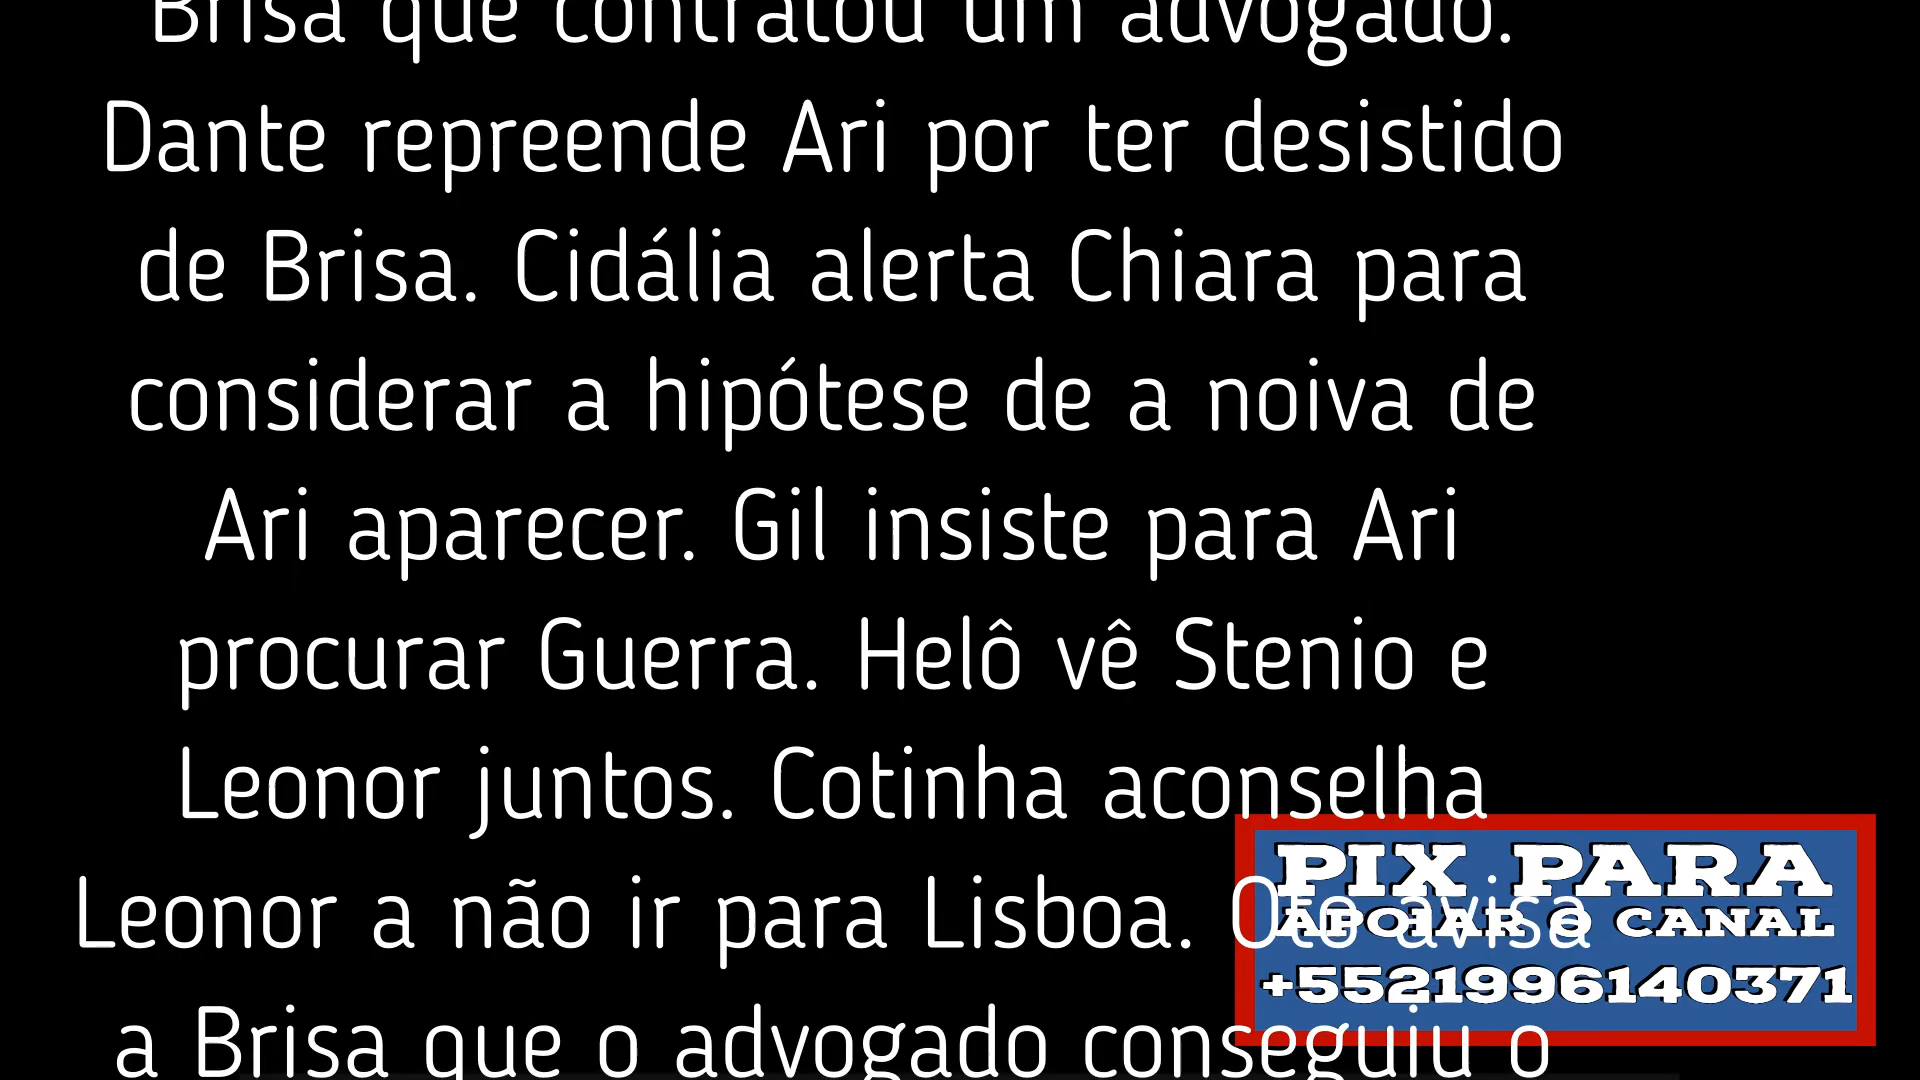 Brisa que contratou um advogado.
Dante repreende Ari por ter desistido
de Brisa. Cidália alerta Chiara para
considerar a hipótese de a noiva de
Ari aparecer. Gil insiste para Ari
procurar Guerra. Helô vê Stenio e
Leonor juntos. Cotinha aconselha
Leonor a não ir para Lisboa. Oto avisa
a Brisa que o advogado conseguiu o
PIX PARA
APOIAR O CANAL
+5521996140371